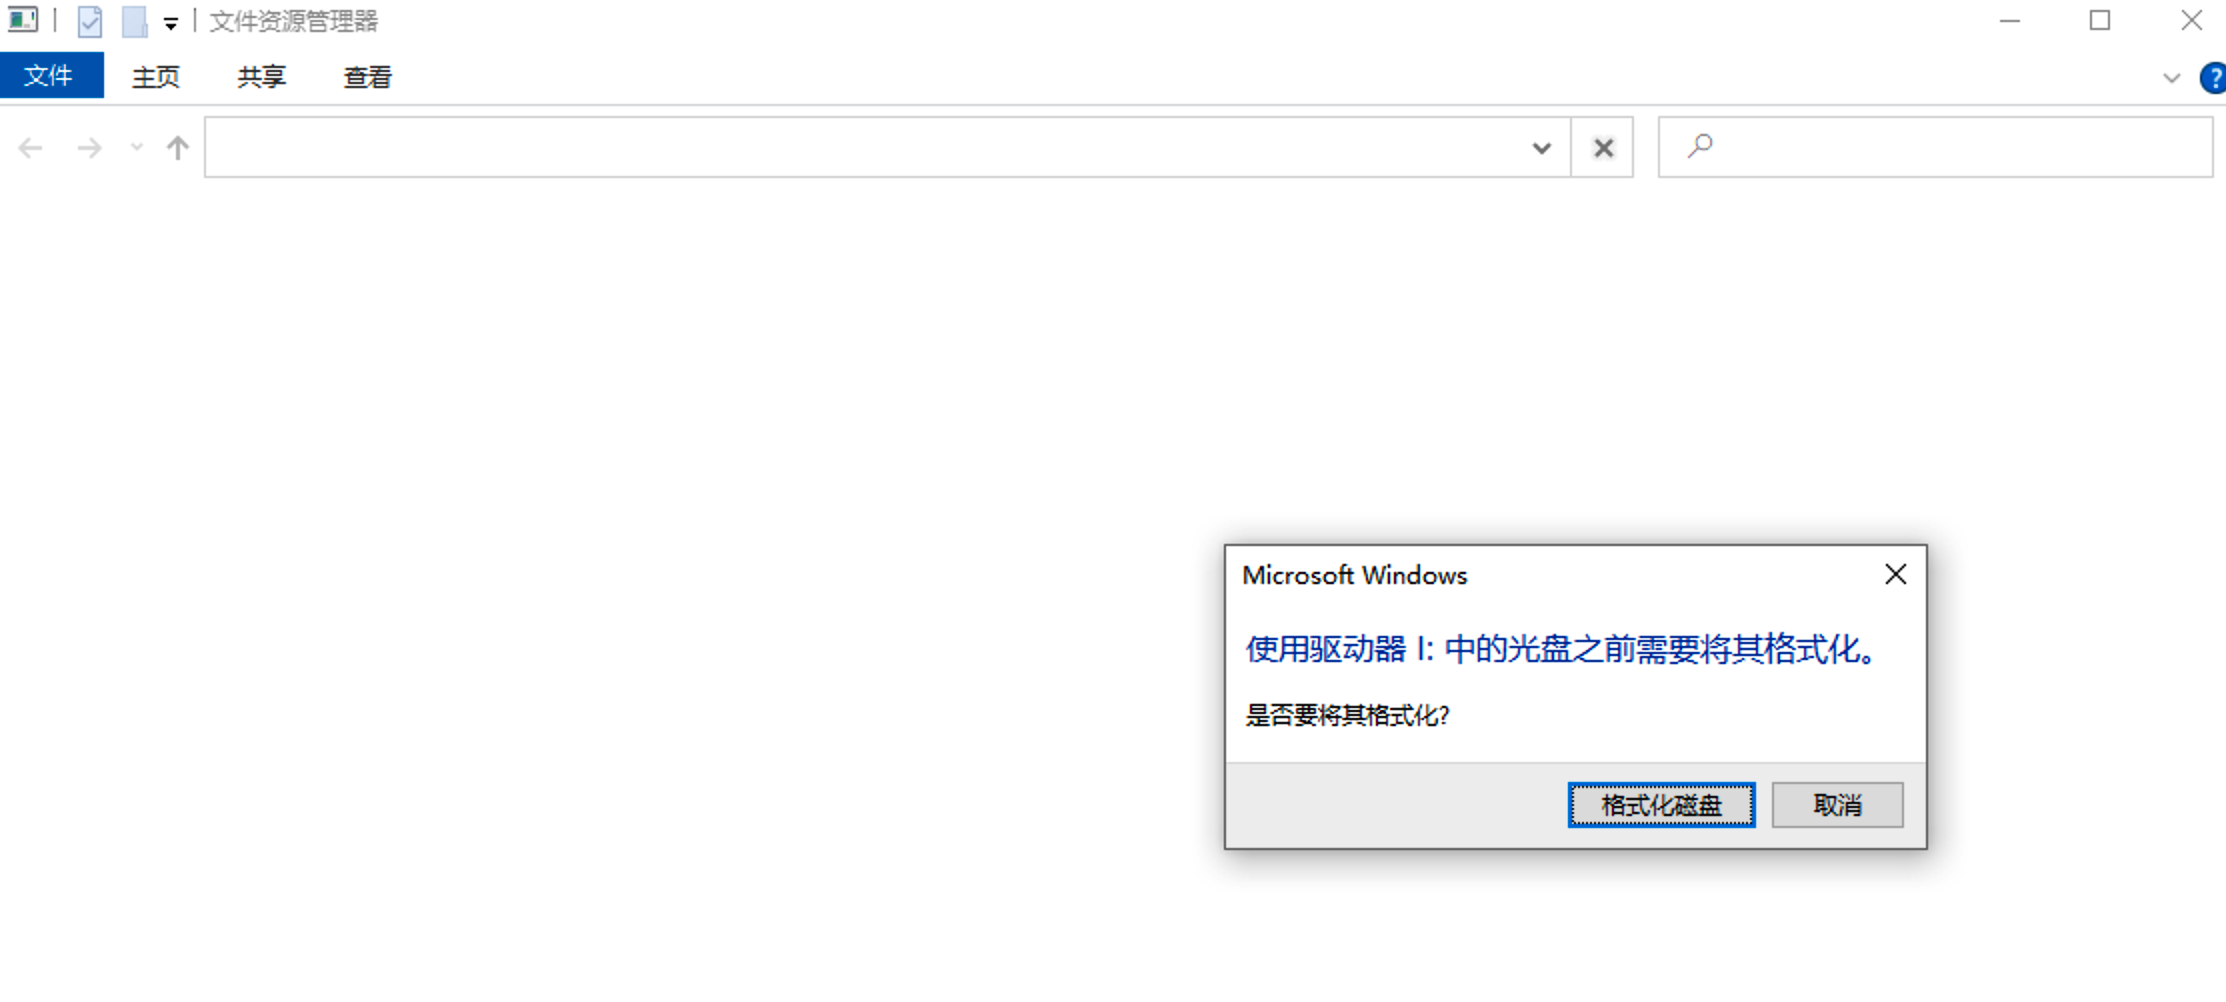 文件资源管理器
文件 主页 共享 查看
Microsoft Windows
使用驱动器 I: 中的光盘之前需要将其格式化。
是否要将其格式化?
格式化磁盘 取消